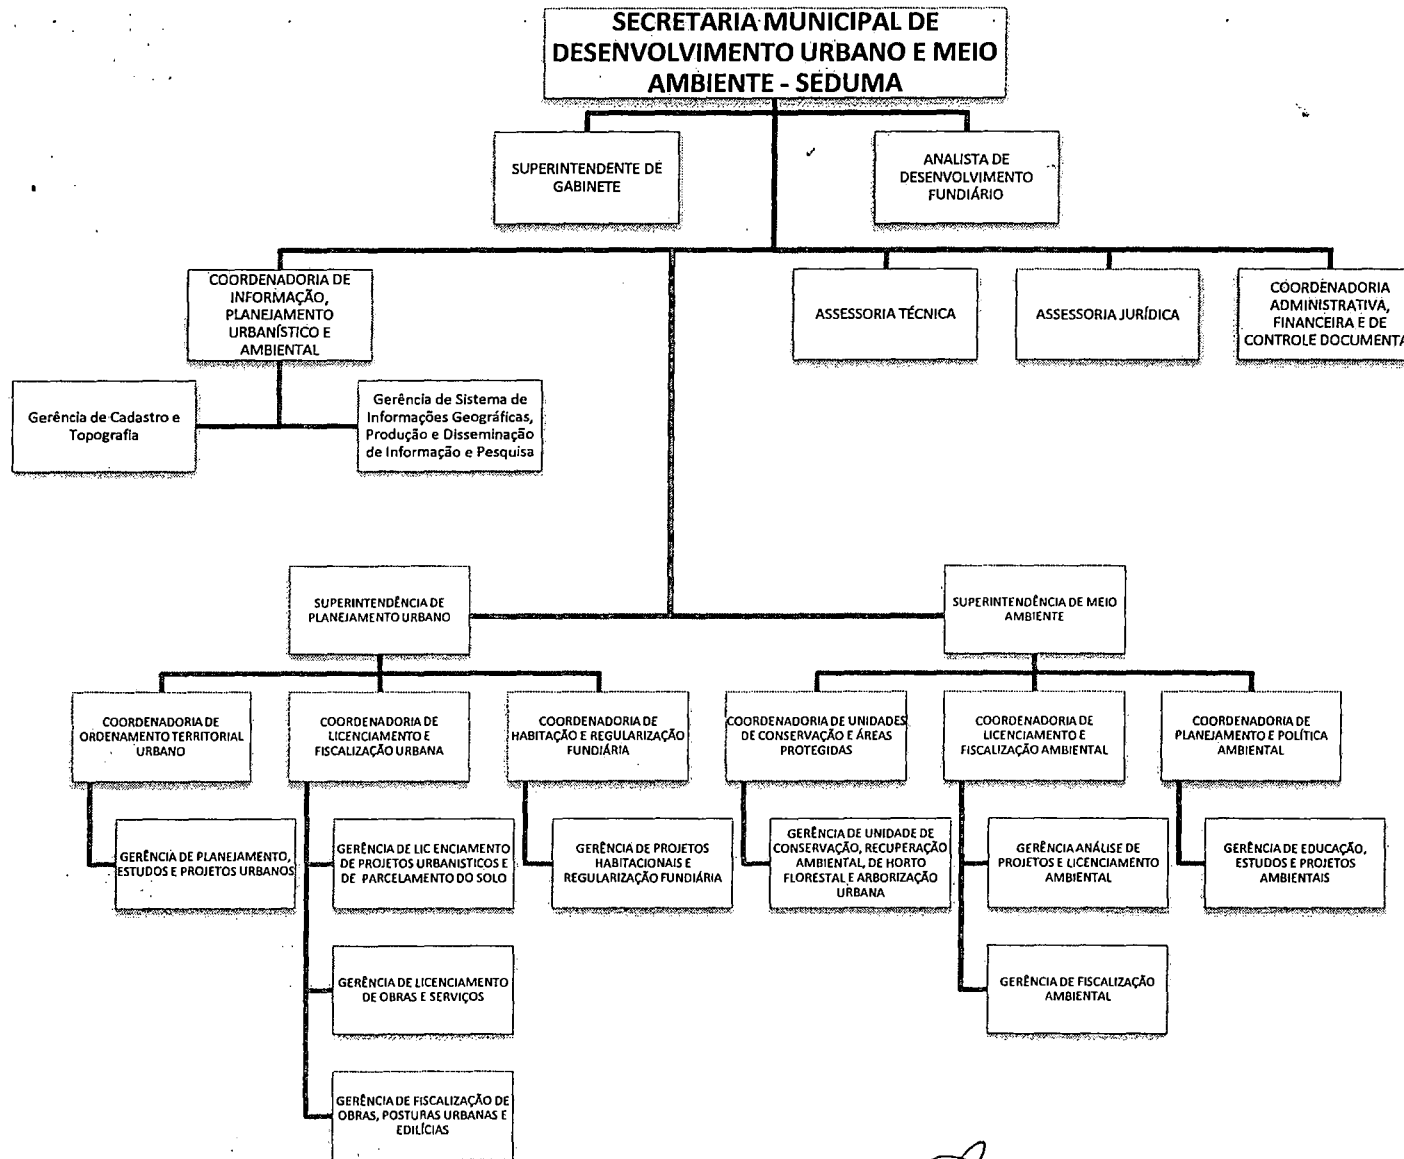 SECRETARIA MUNICIPAL DE
DESENVOLVIMENTO URBANO E MEIO
AMBIENTE - SEDUMA
SUPERINTENDENTE DE
GABINETE
ANALISTA DE
DESENVOLVIMENTO
FUNDIÁRIO
COORDENADORIA DE
INFORMAÇÃO,
PLANEJAMENTO
URBANÍSTICO E
AMBIENTAL
ASSESSORIA TÉCNICA
ASSESSORIA JURÍDICA
COORDENADORIA
ADMINISTRATIVA,
FINANCEIRA E DE
CONTROLE DOCUMENTA
Gerência de Cadastro e
Topografia
Gerência de Sistema de
Informações Geográficas,
Produção e Disseminação
de Informação e Pesquisa
SUPERINTENDÊNCIA DE
PLANEJAMENTO URBANO
SUPERINTENDÊNCIA DE MEIO
AMBIENTE
COORDENADORIA DE
ORDENAMENTO TERRITORIAL
URBANO
COORDENADORIA DE
LICENCIAMENTO E
FISCALIZAÇÃO URBANA
COORDENADORIA DE
HABITAÇÃO E REGULARIZAÇÃO
FUNDIÁRIA
COORDENADORIA DE UNIDADES
DE CONSERVAÇÃO E ÁREAS
PROTEGIDAS
COORDENADORIA DE
LICENCIAMENTO E
FISCALIZAÇÃO AMBIENTAL
COORDENADORIA DE
PLANEJAMENTO E POLÍTICA
AMBIENTAL
GERÊNCIA DE PLANEJAMENTO,
ESTUDOS E PROJETOS URBANOS
GERÊNCIA DE LIC ENCIAMENTO
DE PROJETOS URBANISTICOS E
DE PARCELAMENTO DO SOLO
GERÊNCIA DE PROJETOS
HABITACIONAIS E
REGULARIZAÇÃO FUNDIÁRIA
GERÊNCIA DE UNIDADE DE
CONSERVAÇÃO, RECUPERAÇÃO
AMBIENTAL, DE HORTO
FLORESTAL E ARBORIZAÇÃO
URBANA
GERÊNCIA ANÁLISE DE
PROJETOS E LICENCIAMENTO
AMBIENTAL
GERÊNCIA DE EDUCAÇÃO,
ESTUDOS E PROJETOS
AMBIENTAIS
GERÊNCIA DE LICENCIAMENTO
DE OBRAS E SERVIÇOS
GERÊNCIA DE FISCALIZAÇÃO
AMBIENTAL
GERÊNCIA DE FISCALIZAÇÃO DE
OBRAS, POSTURAS URBANAS E
EDILÍCIAS